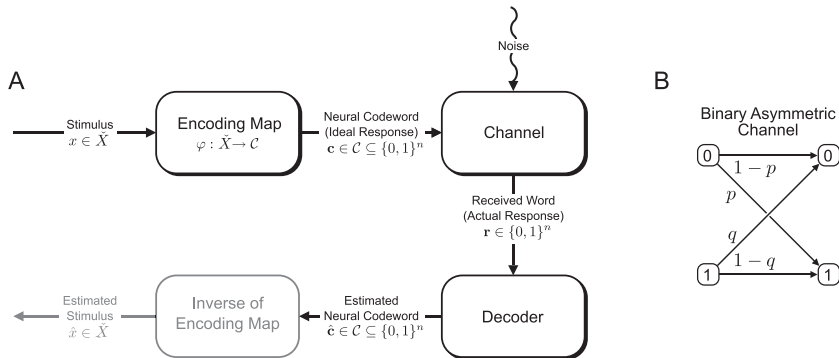 A
Stimulus
x ∈ X̌
Encoding Map
φ : X̌ → 𝒞
Neural Codeword
(Ideal Response)
c ∈ 𝒞 ⊆ {0, 1}ⁿ
Noise
Channel
Received Word
(Actual Response)
r ∈ {0, 1}ⁿ
Decoder
Estimated
Neural Codeword
ĉ ∈ 𝒞 ⊆ {0, 1}ⁿ
Inverse of
Encoding Map
Estimated
Stimulus
x̂ ∈ X̌
B
Binary Asymmetric
Channel
0
1 − p
0
p
q
1
1 − q
1